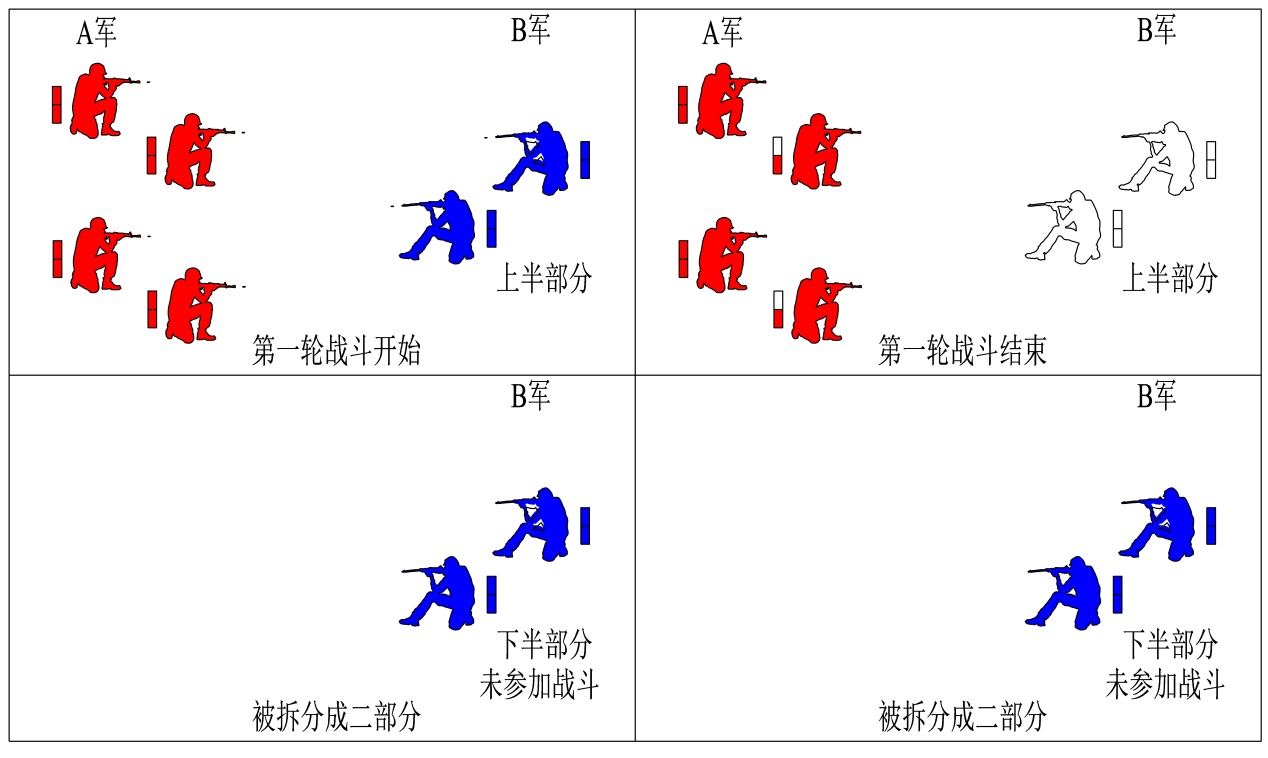 A军
B军
上半部分
第一轮战斗开始
A军
B军
上半部分
第一轮战斗结束
B军
下半部分
未参加战斗
被拆分成二部分
B军
下半部分
未参加战斗
被拆分成二部分